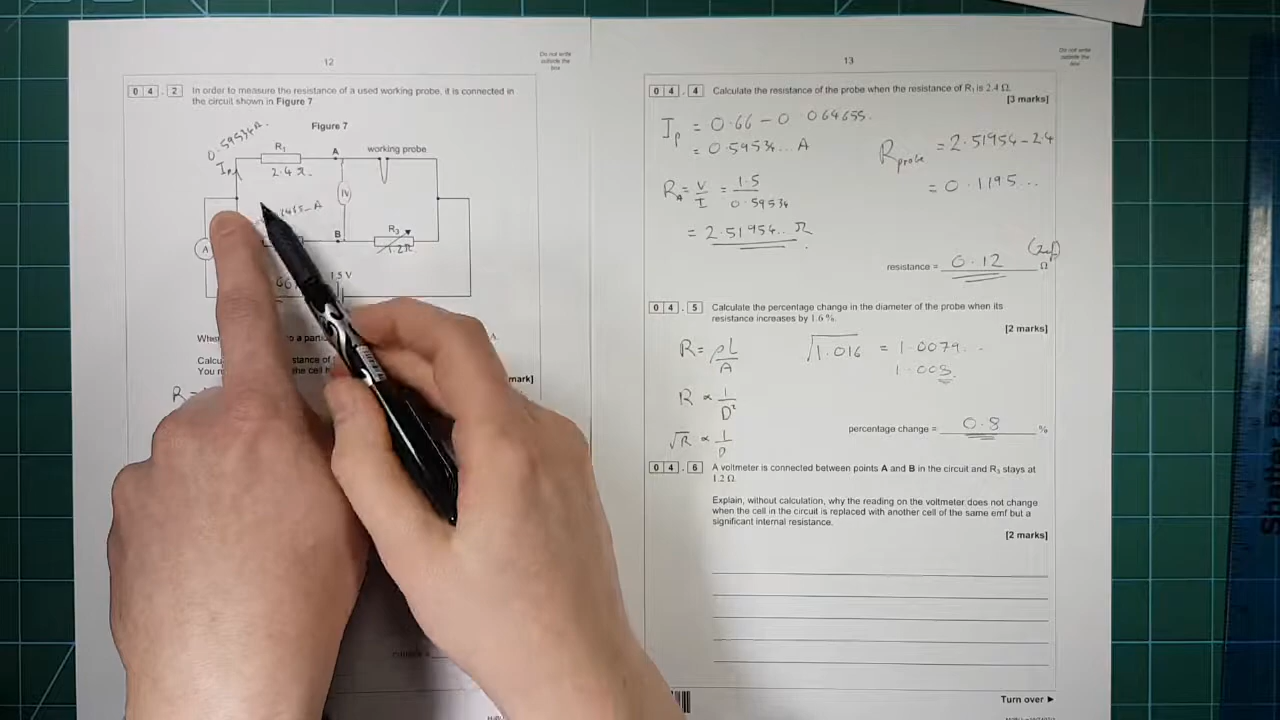 12
Do not write
outside the
box
0 4 . 2 In order to measure the resistance of a used working probe, it is connected in
the circuit shown in Figure 7
Figure 7
0.59534A.
R1
A
working probe
2.4 Ω
V
B
R3
1.2Ω
A
1.5 V
Calcu
You r
mark]
13
Do not write
outside the
box
0 4 . 4 Calculate the resistance of the probe when the resistance of R1 is 2.4 Ω.
[3 marks]
Ip = 0.66 - 0.064655.
= 0.59534... A
R = V/I = 1.5/0.59534
= 2.51954... Ω
Rprobe = 2.51954 - 2.4
= 0.1195...
resistance = 0.12 Ω
(2sf)
0 4 . 5 Calculate the percentage change in the diameter of the probe when its
resistance increases by 1.6 %.
[2 marks]
R = ρL/A
R ∝ 1/D²
√R ∝ 1/D
√1.016 = 1.0079...
1.008
percentage change = 0.8 %
0 4 . 6 A voltmeter is connected between points A and B in the circuit and R3 stays at
1.2 Ω.
Explain, without calculation, why the reading on the voltmeter does not change
when the cell in the circuit is replaced with another cell of the same emf but a
significant internal resistance.
[2 marks]
Turn over ►